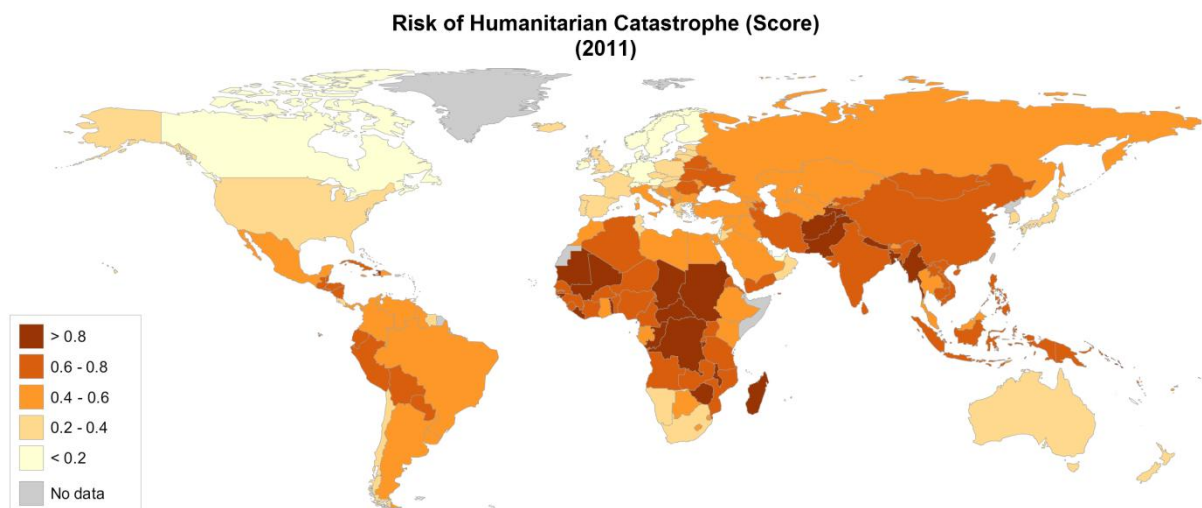 Risk of Humanitarian Catastrophe (Score)
(2011)
> 0.8
0.6 - 0.8
0.4 - 0.6
0.2 - 0.4
< 0.2
No data